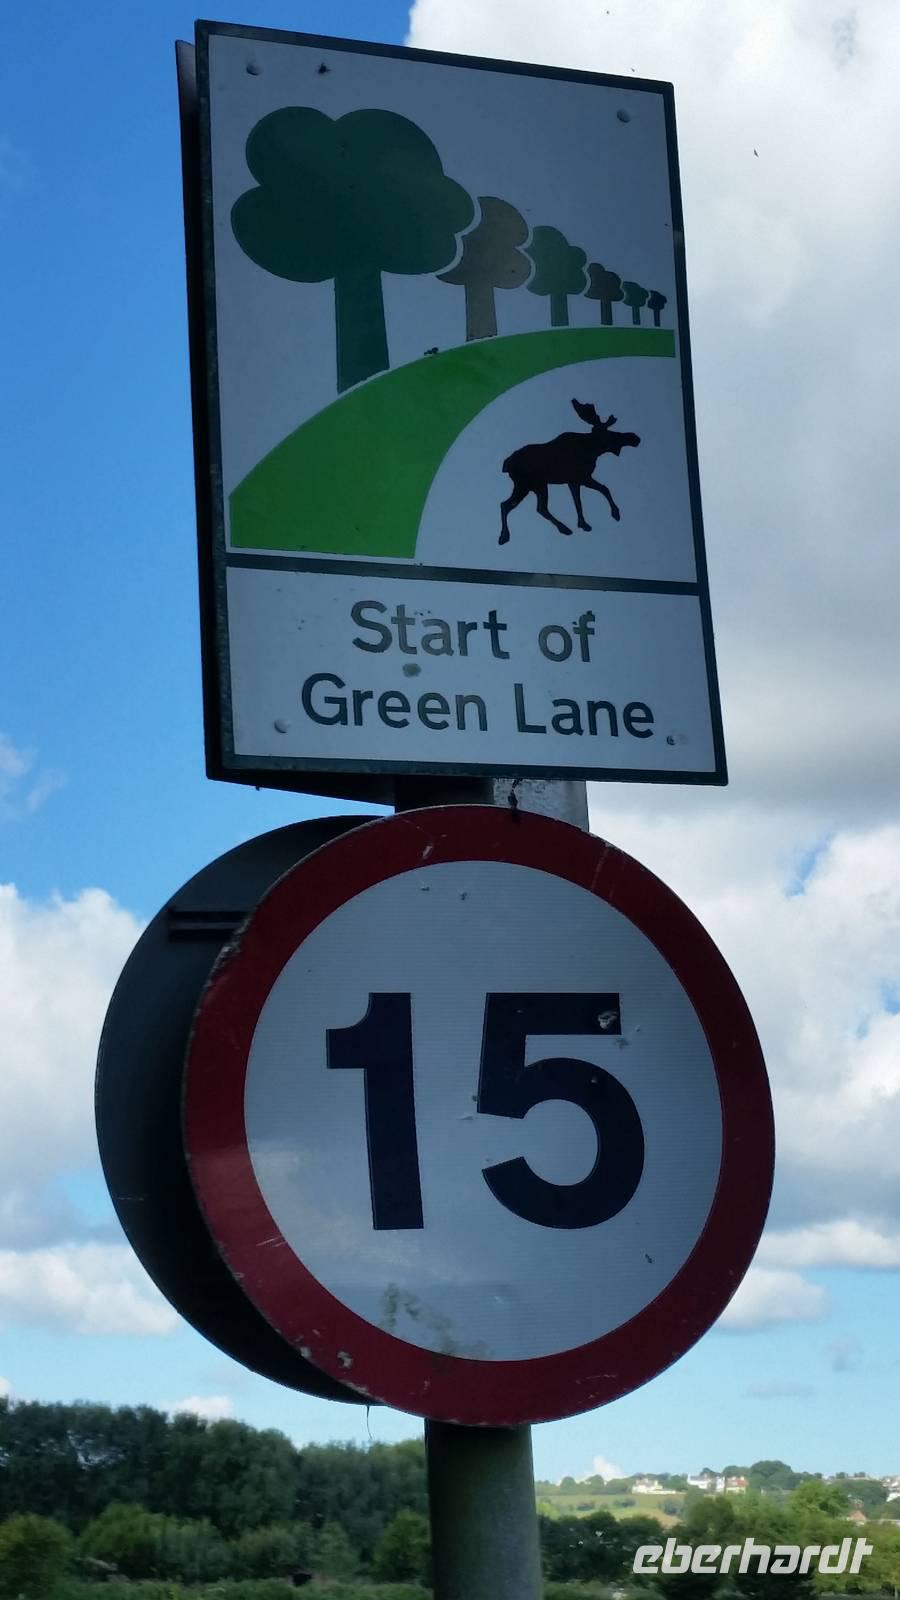 Start of
Green Lane
15
eberhardt